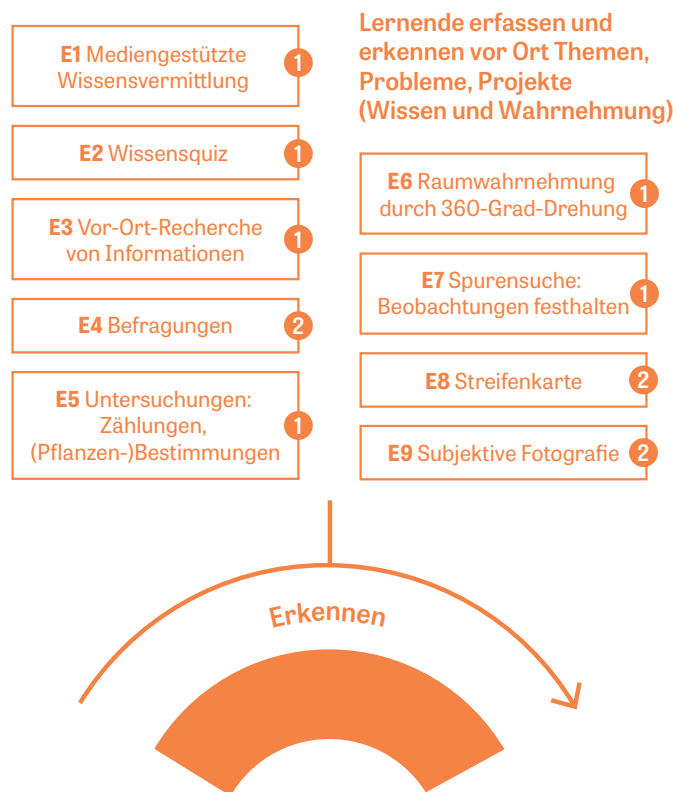 E1 Mediengestützte
Wissensvermittlung
1
E2 Wissensquiz
1
E3 Vor-Ort-Recherche
von Informationen
1
E4 Befragungen
2
E5 Untersuchungen:
Zählungen,
(Pflanzen-)Bestimmungen
1
Lernende erfassen und
erkennen vor Ort Themen,
Probleme, Projekte
(Wissen und Wahrnehmung)
E6 Raumwahrnehmung
durch 360-Grad-Drehung
1
E7 Spurensuche:
Beobachtungen festhalten
1
E8 Streifenkarte
2
E9 Subjektive Fotografie
2
Erkennen